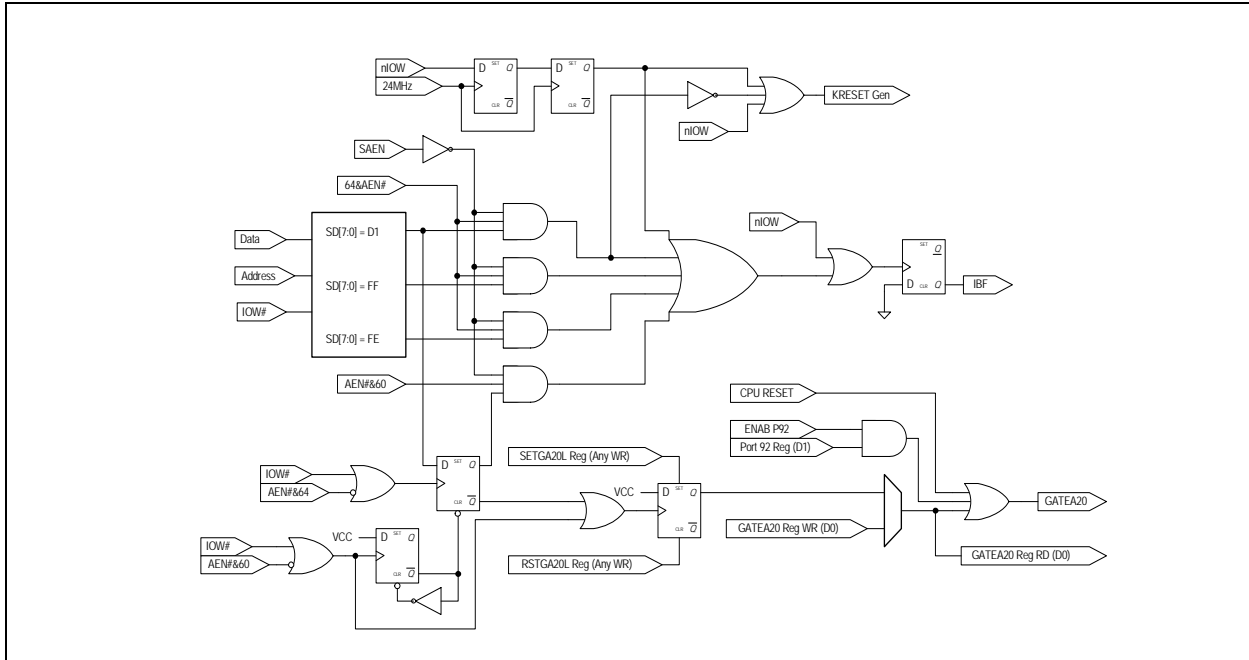 nIOW
D SET Q
D SET Q
24MHz
CLR Q
CLR Q
KRESET Gen
nIOW
SAEN
64&AEN#
Data
SD[7:0] = D1
nIOW
SET Q
Address
SD[7:0] = FF
D CLR Q
IBF
IOW#
SD[7:0] = FE
AEN#&60
CPU RESET
ENAB P92
Port 92 Reg (D1)
SETGA20L Reg (Any WR)
D SET Q
IOW#
AEN#&64
CLR Q
VCC
D SET Q
GATEA20
CLR Q
GATEA20 Reg WR (D0)
VCC
D SET Q
IOW#
AEN#&60
CLR Q
RSTGA20L Reg (Any WR)
GATEA20 Reg RD (D0)